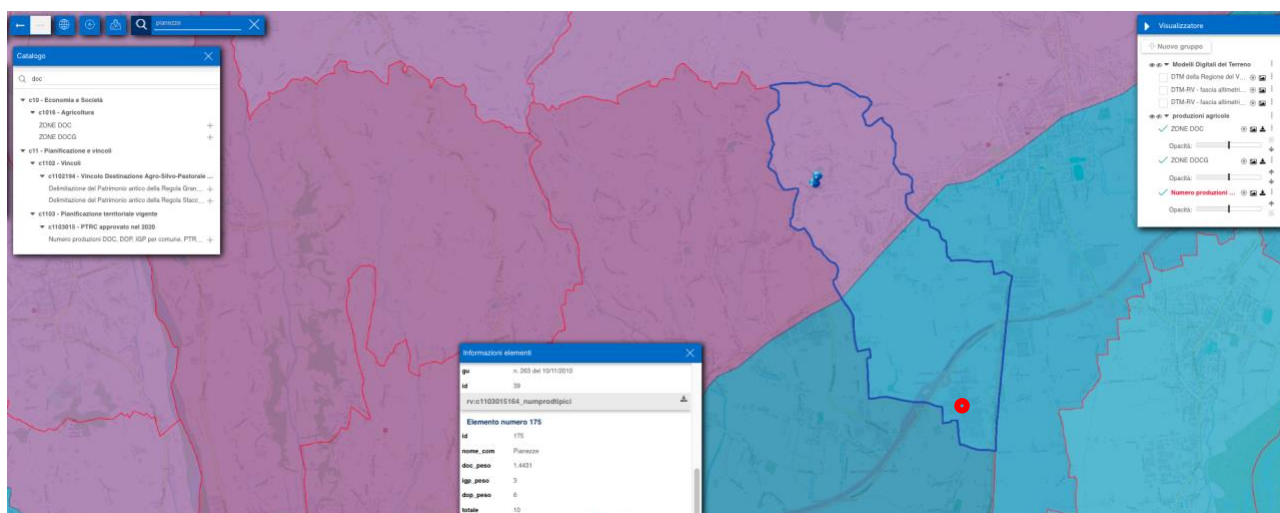 pianezze
Catalogo
doc
c10 - Economia e Società
c1016 - Agricoltura
ZONE DOC
ZONE DOCG
c11 - Pianificazione e vincoli
c1102 - Vincoli
c1102194 - Vincolo Destinazione Agro-Silvo-Pastorale ...
Delimitazione del Patrimonio antico della Regola Gran...
Delimitazione del Patrimonio antico della Regola Stacc...
c1103 - Pianificazione territoriale vigente
c1103015 - PTRC approvato nel 2020
Numero produzioni DOC, DOP, IGP per comune, PTR...
Informazioni elementi
gu n. 263 del 10/11/2010
id 39
rv:c1103015164_numprodtipici
Elemento numero 175
id 175
nome_com Pianezze
doc_peso 1.4431
igp_peso 3
dop_peso 6
totale 10
Visualizzatore
Nuovo gruppo
Modelli Digitali del Terreno
DTM della Regione del V...
DTM-RV - fascia altimetri...
DTM-RV - fascia altimetri...
produzioni agricole
ZONE DOC
Opacità:
ZONE DOCG
Opacità:
Numero produzioni ...
Opacità: